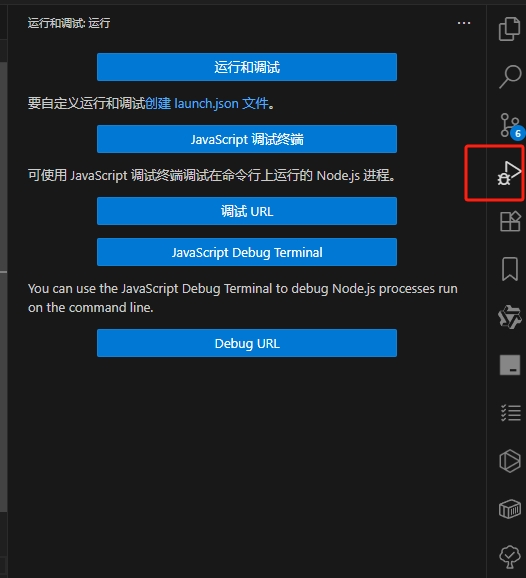 运行和调试: 运行
运行和调试
要自定义运行和调试创建 launch.json 文件。
JavaScript 调试终端
可使用 JavaScript 调试终端调试在命令行上运行的 Node.js 进程。
调试 URL
JavaScript Debug Terminal
You can use the JavaScript Debug Terminal to debug Node.js processes run
on the command line.
Debug URL
6